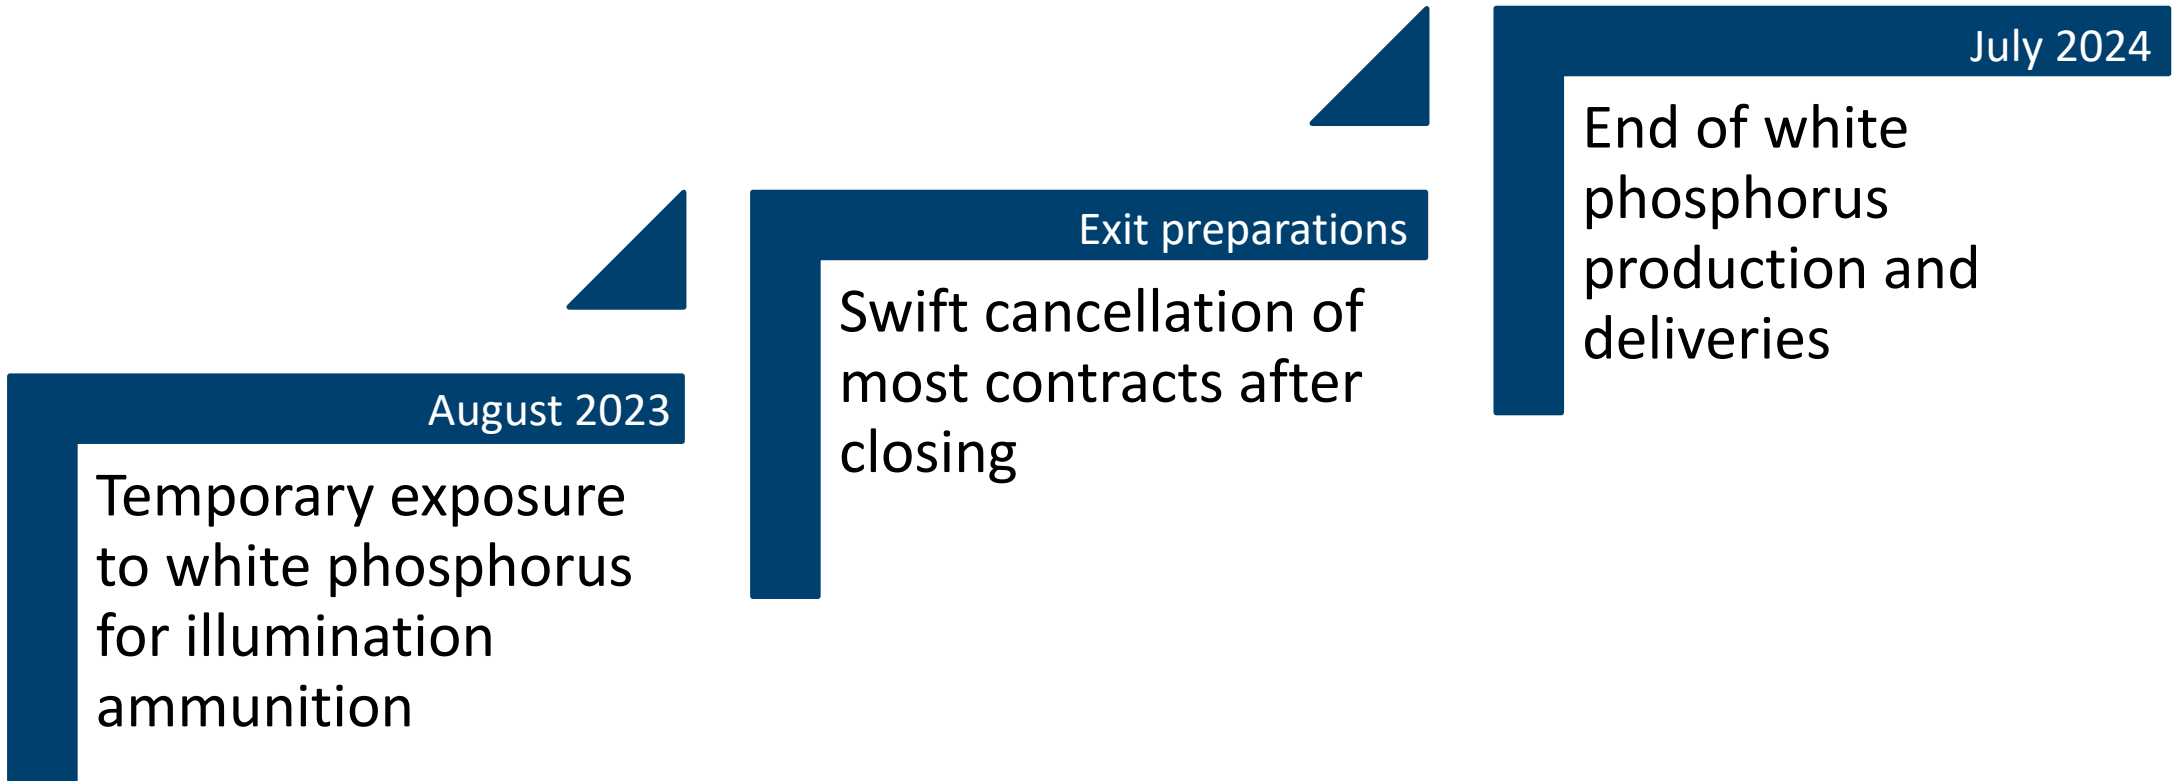 August 2023
Temporary exposure
to white phosphorus
for illumination
ammunition
Exit preparations
Swift cancellation of
most contracts after
closing
July 2024
End of white
phosphorus
production and
deliveries